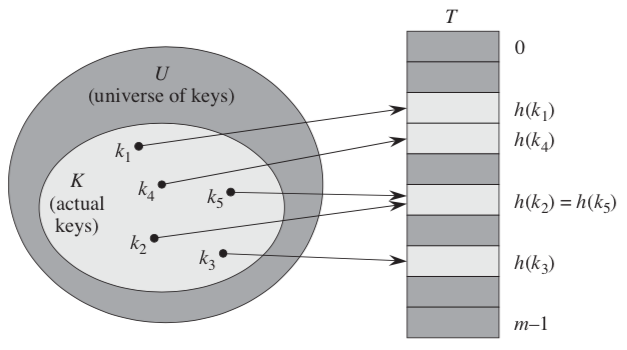 T
U
(universe of keys)
K
(actual
keys)
k1
k4
k5
k2
k3
0
h(k1)
h(k4)
h(k2) = h(k5)
h(k3)
m–1